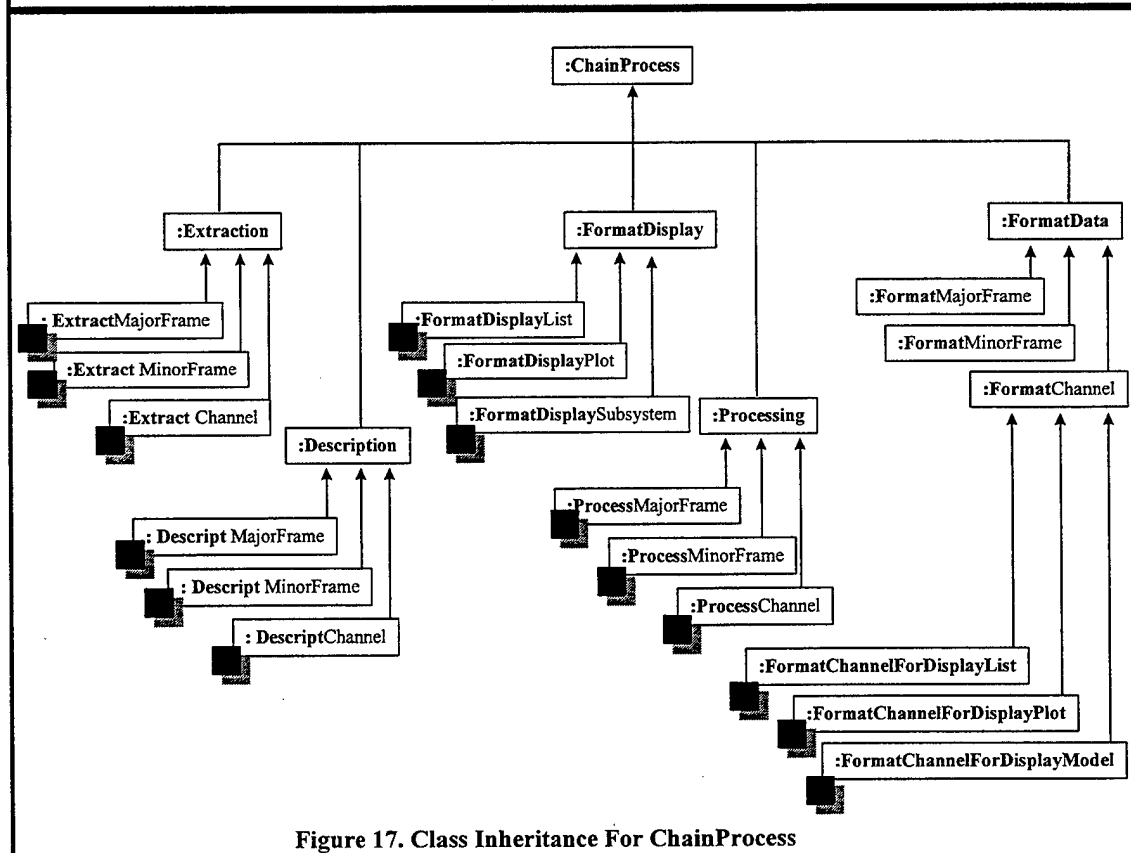 :ChainProcess
:Extraction
:FormatDisplay
:FormatData
: ExtractMajorFrame
:Extract MinorFrame
:Extract Channel
:FormatDisplayList
:FormatDisplayPlot
:FormatDisplaySubsystem
:FormatMajorFrame
:FormatMinorFrame
:FormatChannel
:Description
:Processing
: Descript MajorFrame
: Descript MinorFrame
: DescriptChannel
:ProcessMajorFrame
:ProcessMinorFrame
:ProcessChannel
:FormatChannelForDisplayList
:FormatChannelForDisplayPlot
:FormatChannelForDisplayModel
Figure 17. Class Inheritance For ChainProcess